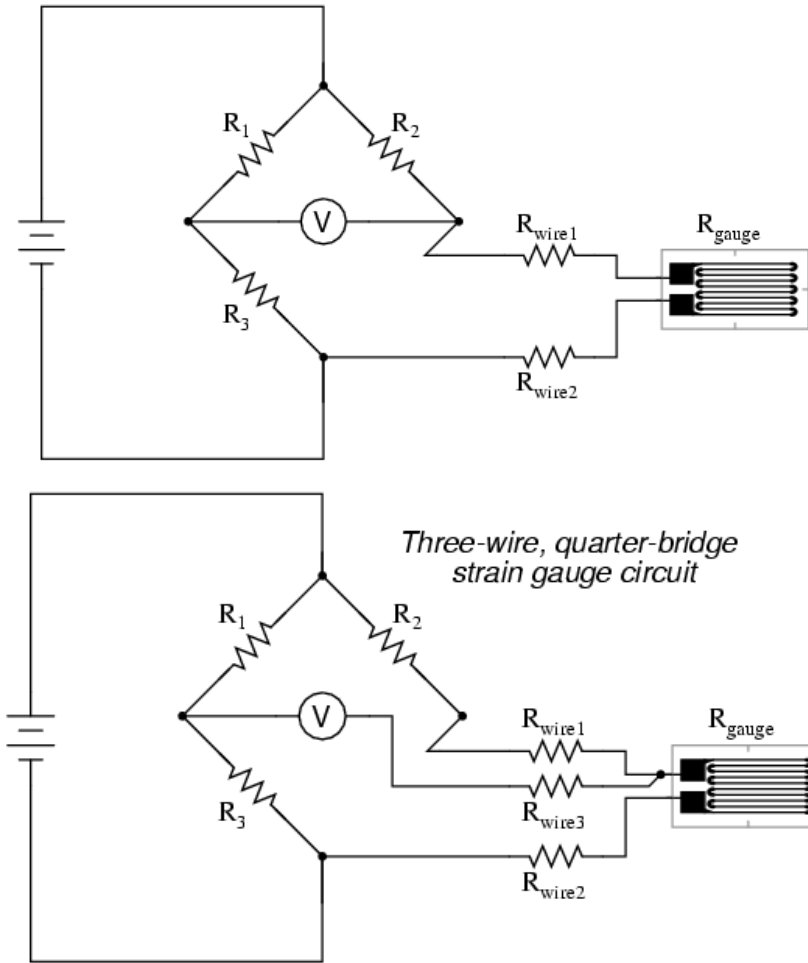 R1
R2
V
Rwire1
Rgauge
R3
Rwire2
Three-wire, quarter-bridge
strain gauge circuit
R1
R2
V
Rwire1
Rgauge
R3
Rwire3
Rwire2